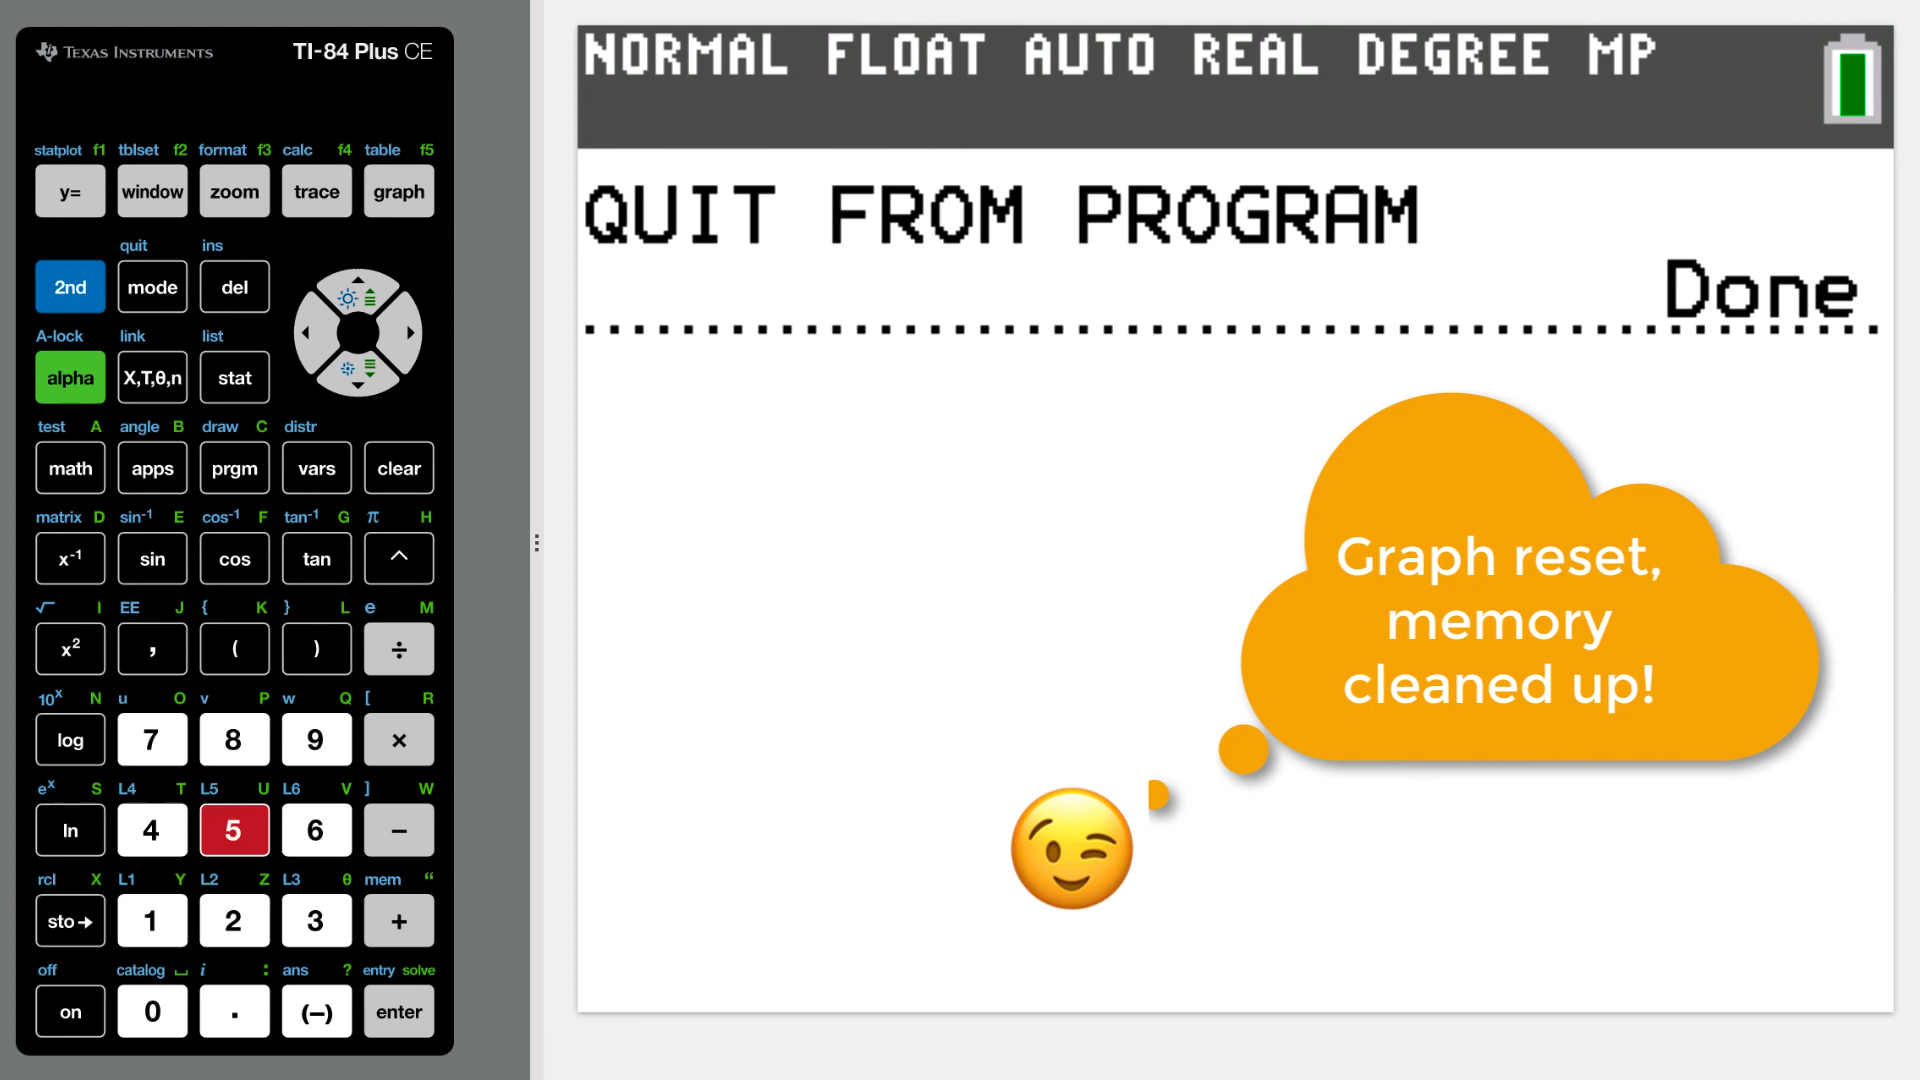 TEXAS INSTRUMENTS TI-84 Plus CE
statplot f1 tblset f2 format f3 calc f4 table f5
y= window zoom trace graph
quit ins
2nd mode del
A-lock link list
alpha X,T,θ,n stat
test A angle B draw C distr
math apps prgm vars clear
matrix D sin⁻¹ E cos⁻¹ F tan⁻¹ G π H
x⁻¹ sin cos tan ^
√ I EE J { K } L e M
x² , ( ) ÷
10ˣ N u O v P w Q [ R
log 7 8 9 ×
eˣ S L4 T L5 U L6 V ] W
ln 4 5 6 −
rcl X L1 Y L2 Z L3 θ mem “
sto→ 1 2 3 +
off catalog ⎵ i : ans ? entry solve
on 0 . (−) enter
NORMAL FLOAT AUTO REAL DEGREE MP
QUIT FROM PROGRAM
Done
Graph reset,
memory
cleaned up!